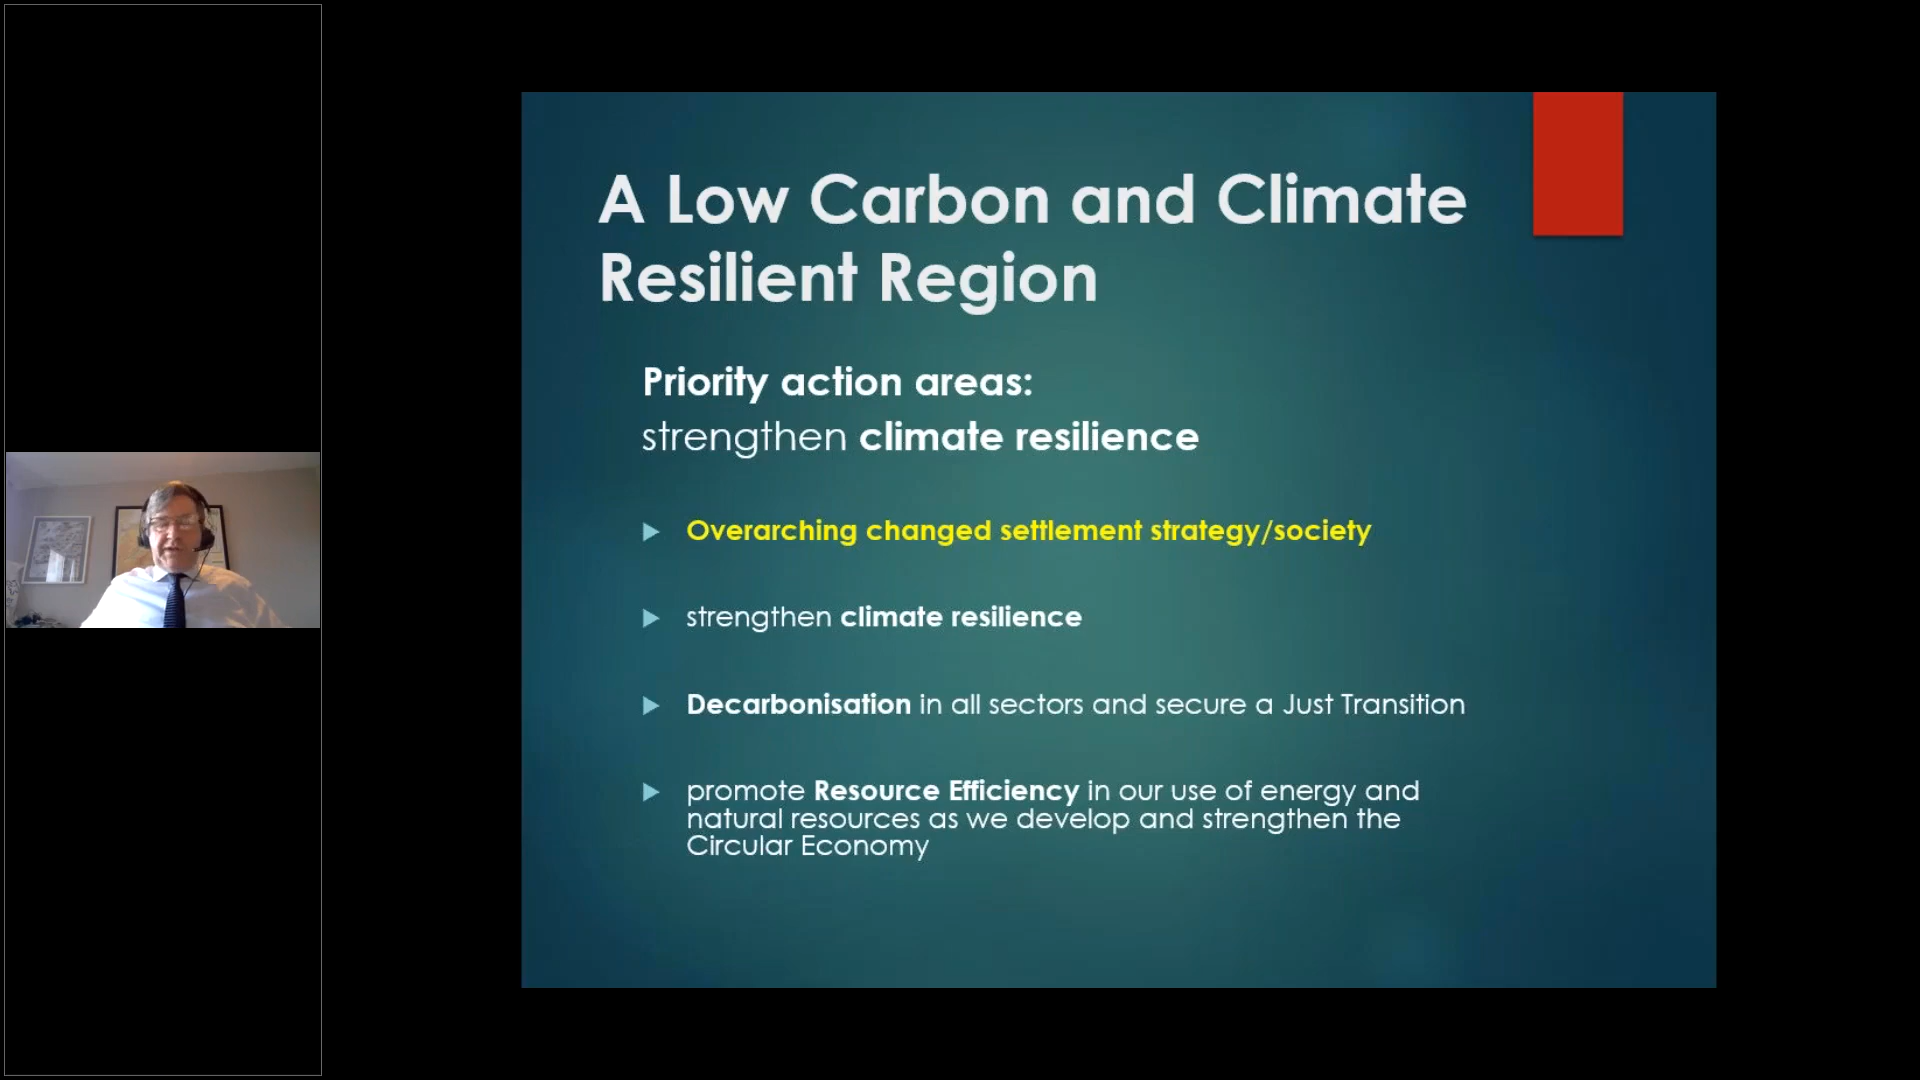 A Low Carbon and Climate
Resilient Region
Priority action areas:
strengthen climate resilience
Overarching changed settlement strategy/society
strengthen climate resilience
Decarbonisation in all sectors and secure a Just Transition
promote Resource Efficiency in our use of energy and
natural resources as we develop and strengthen the
Circular Economy